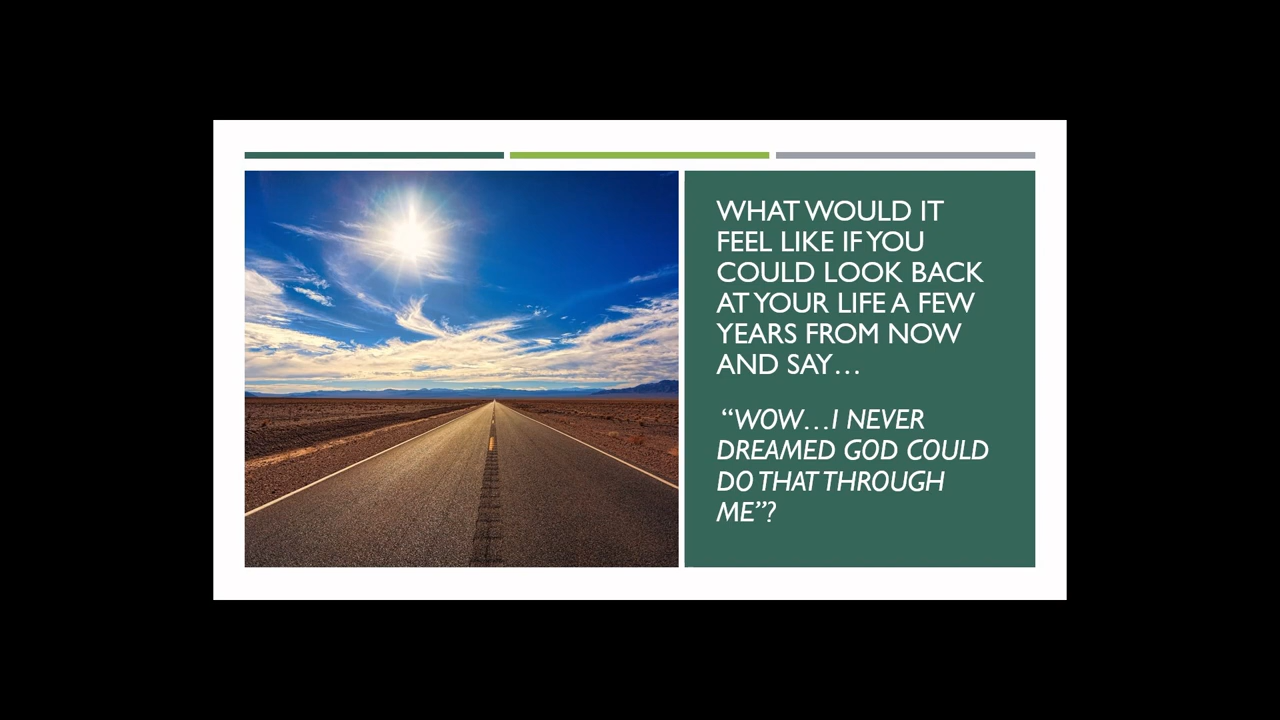 WHAT WOULD IT
FEEL LIKE IF YOU
COULD LOOK BACK
AT YOUR LIFE A FEW
YEARS FROM NOW
AND SAY…
“WOW…I NEVER
DREAMED GOD COULD
DO THAT THROUGH
ME”?